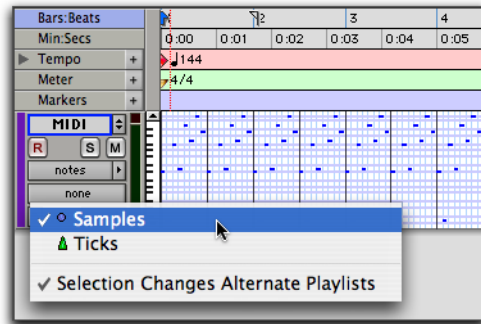 Bars:Beats 2 3 4
Min:Secs 0:00 0:01 0:02 0:03 0:04 0:05
Tempo + 144
Meter + 4/4
Markers +
MIDI
R S M
notes
none
Samples
Ticks
Selection Changes Alternate Playlists